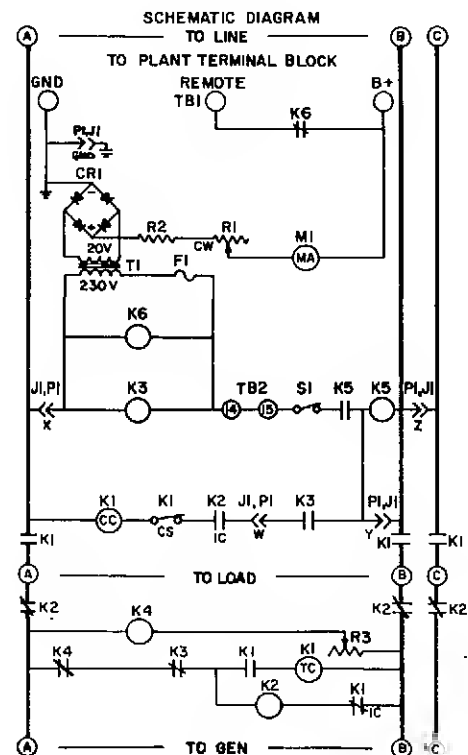 SCHEMATIC DIAGRAM
A TO LINE B C
TO PLANT TERMINAL BLOCK
GND REMOTE B+
TB1
K6
P1,J1
GND
CR1
-
+
R2 R1
CW
M1
MA
20V
T1 F1
230V
K6
J1,P1 K3 TB2 S1 K5 K5 P1,J1
14 15
X Z
K1 K1 K2 J1,P1 K3 P1,J1
CC
CS IC W Y
K1 K1 K1
A TO LOAD B C
K2 K4 K2 K2
R3
K4 K3 K1 K1
TC
K2 K1
IC
A TO GEN B C